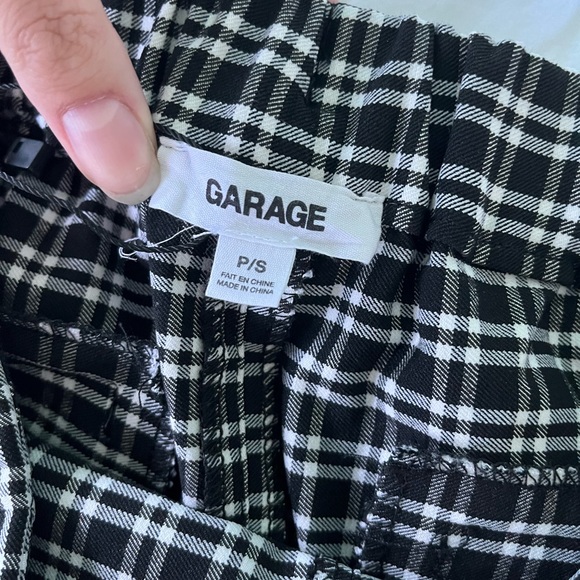 GARAGE
P/S
FAIT EN CHINE
MADE IN CHINA